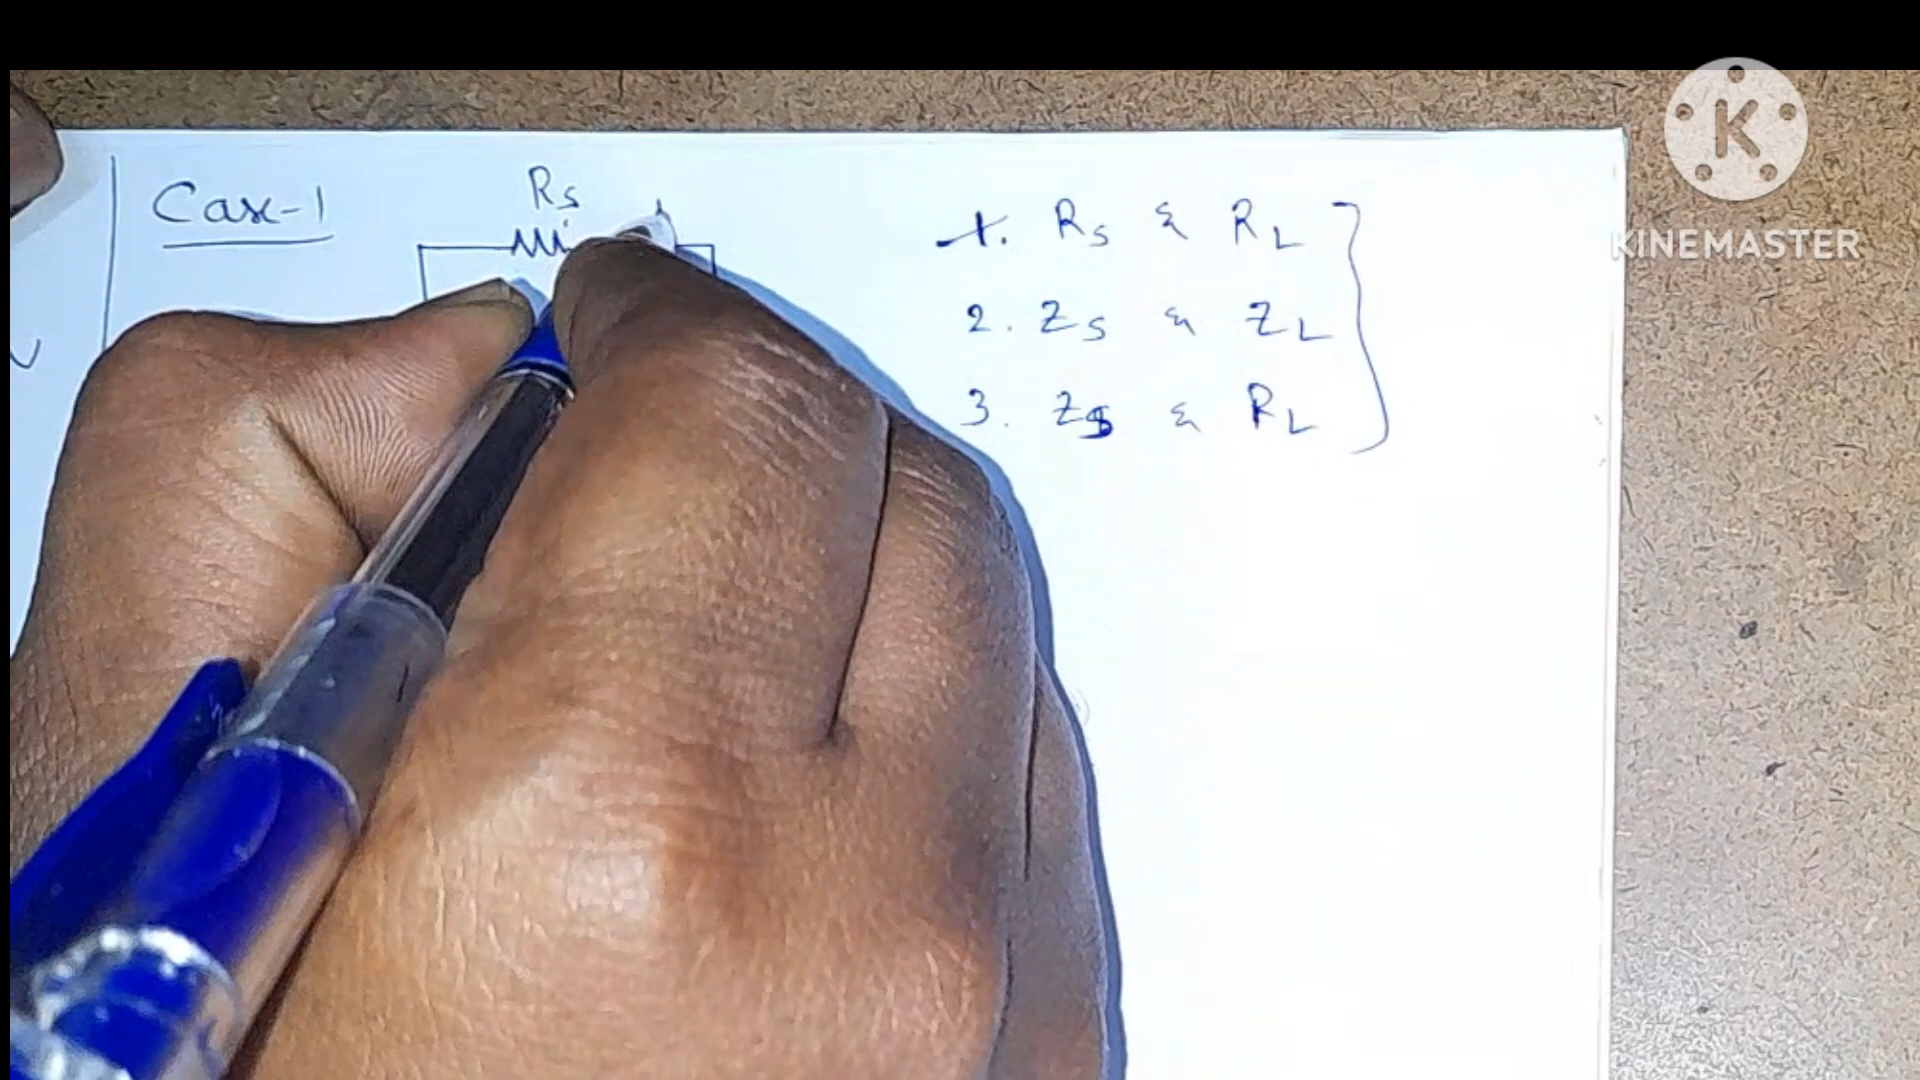 Case-1
Rs
1. Rs & RL
2. Zs & ZL
3. Zs & RL
K
KINEMASTER